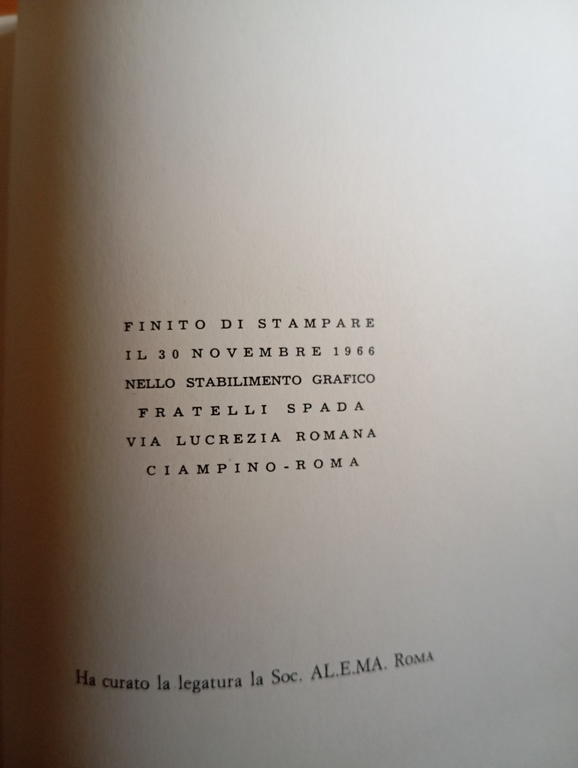 FINITO DI STAMPARE
IL 30 NOVEMBRE 1966
NELLO STABILIMENTO GRAFICO
FRATELLI SPADA
VIA LUCREZIA ROMANA
CIAMPINO-ROMA
Ha curato la legatura la Soc. AL.E.MA. ROMA